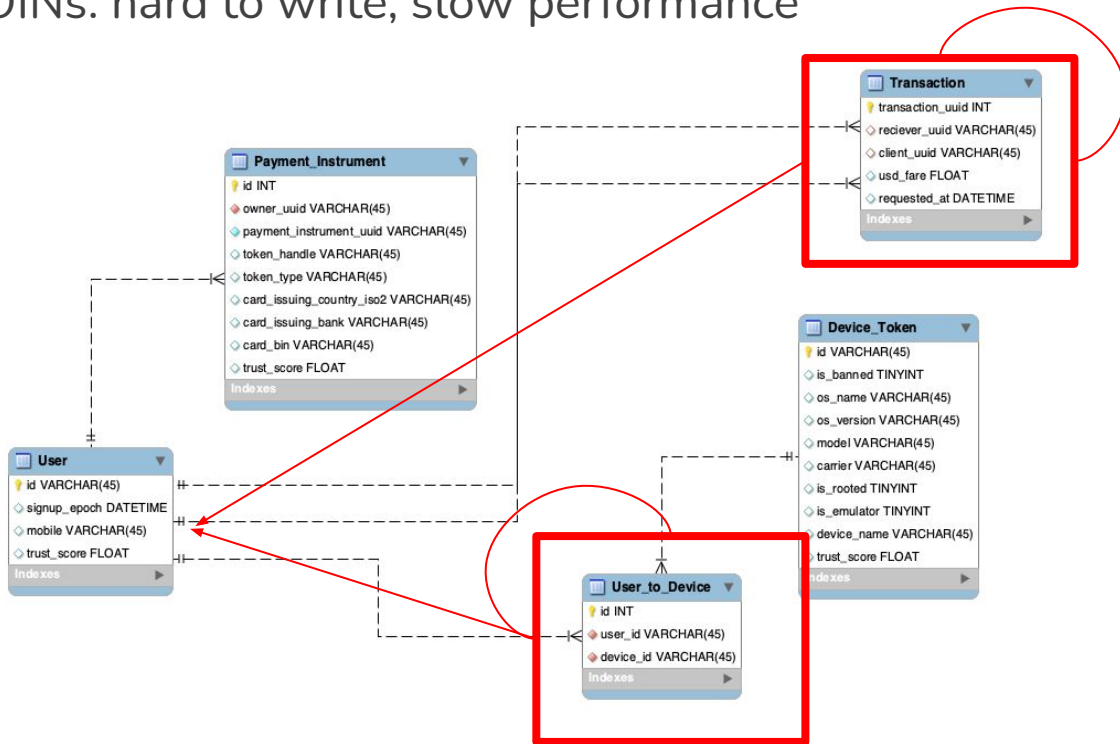 OINs: hard to write, slow performance
Transaction
transaction_uuid INT
reciever_uuid VARCHAR(45)
client_uuid VARCHAR(45)
usd_fare FLOAT
requested_at DATETIME
Indexes
Payment_Instrument
id INT
owner_uuid VARCHAR(45)
payment_instrument_uuid VARCHAR(45)
token_handle VARCHAR(45)
token_type VARCHAR(45)
card_issuing_country_iso2 VARCHAR(45)
card_issuing_bank VARCHAR(45)
card_bin VARCHAR(45)
trust_score FLOAT
Indexes
Device_Token
id VARCHAR(45)
is_banned TINYINT
os_name VARCHAR(45)
os_version VARCHAR(45)
model VARCHAR(45)
carrier VARCHAR(45)
is_rooted TINYINT
is_emulator TINYINT
device_name VARCHAR(45)
trust_score FLOAT
Indexes
User
id VARCHAR(45)
signup_epoch DATETIME
mobile VARCHAR(45)
trust_score FLOAT
Indexes
User_to_Device
id INT
user_id VARCHAR(45)
device_id VARCHAR(45)
Indexes